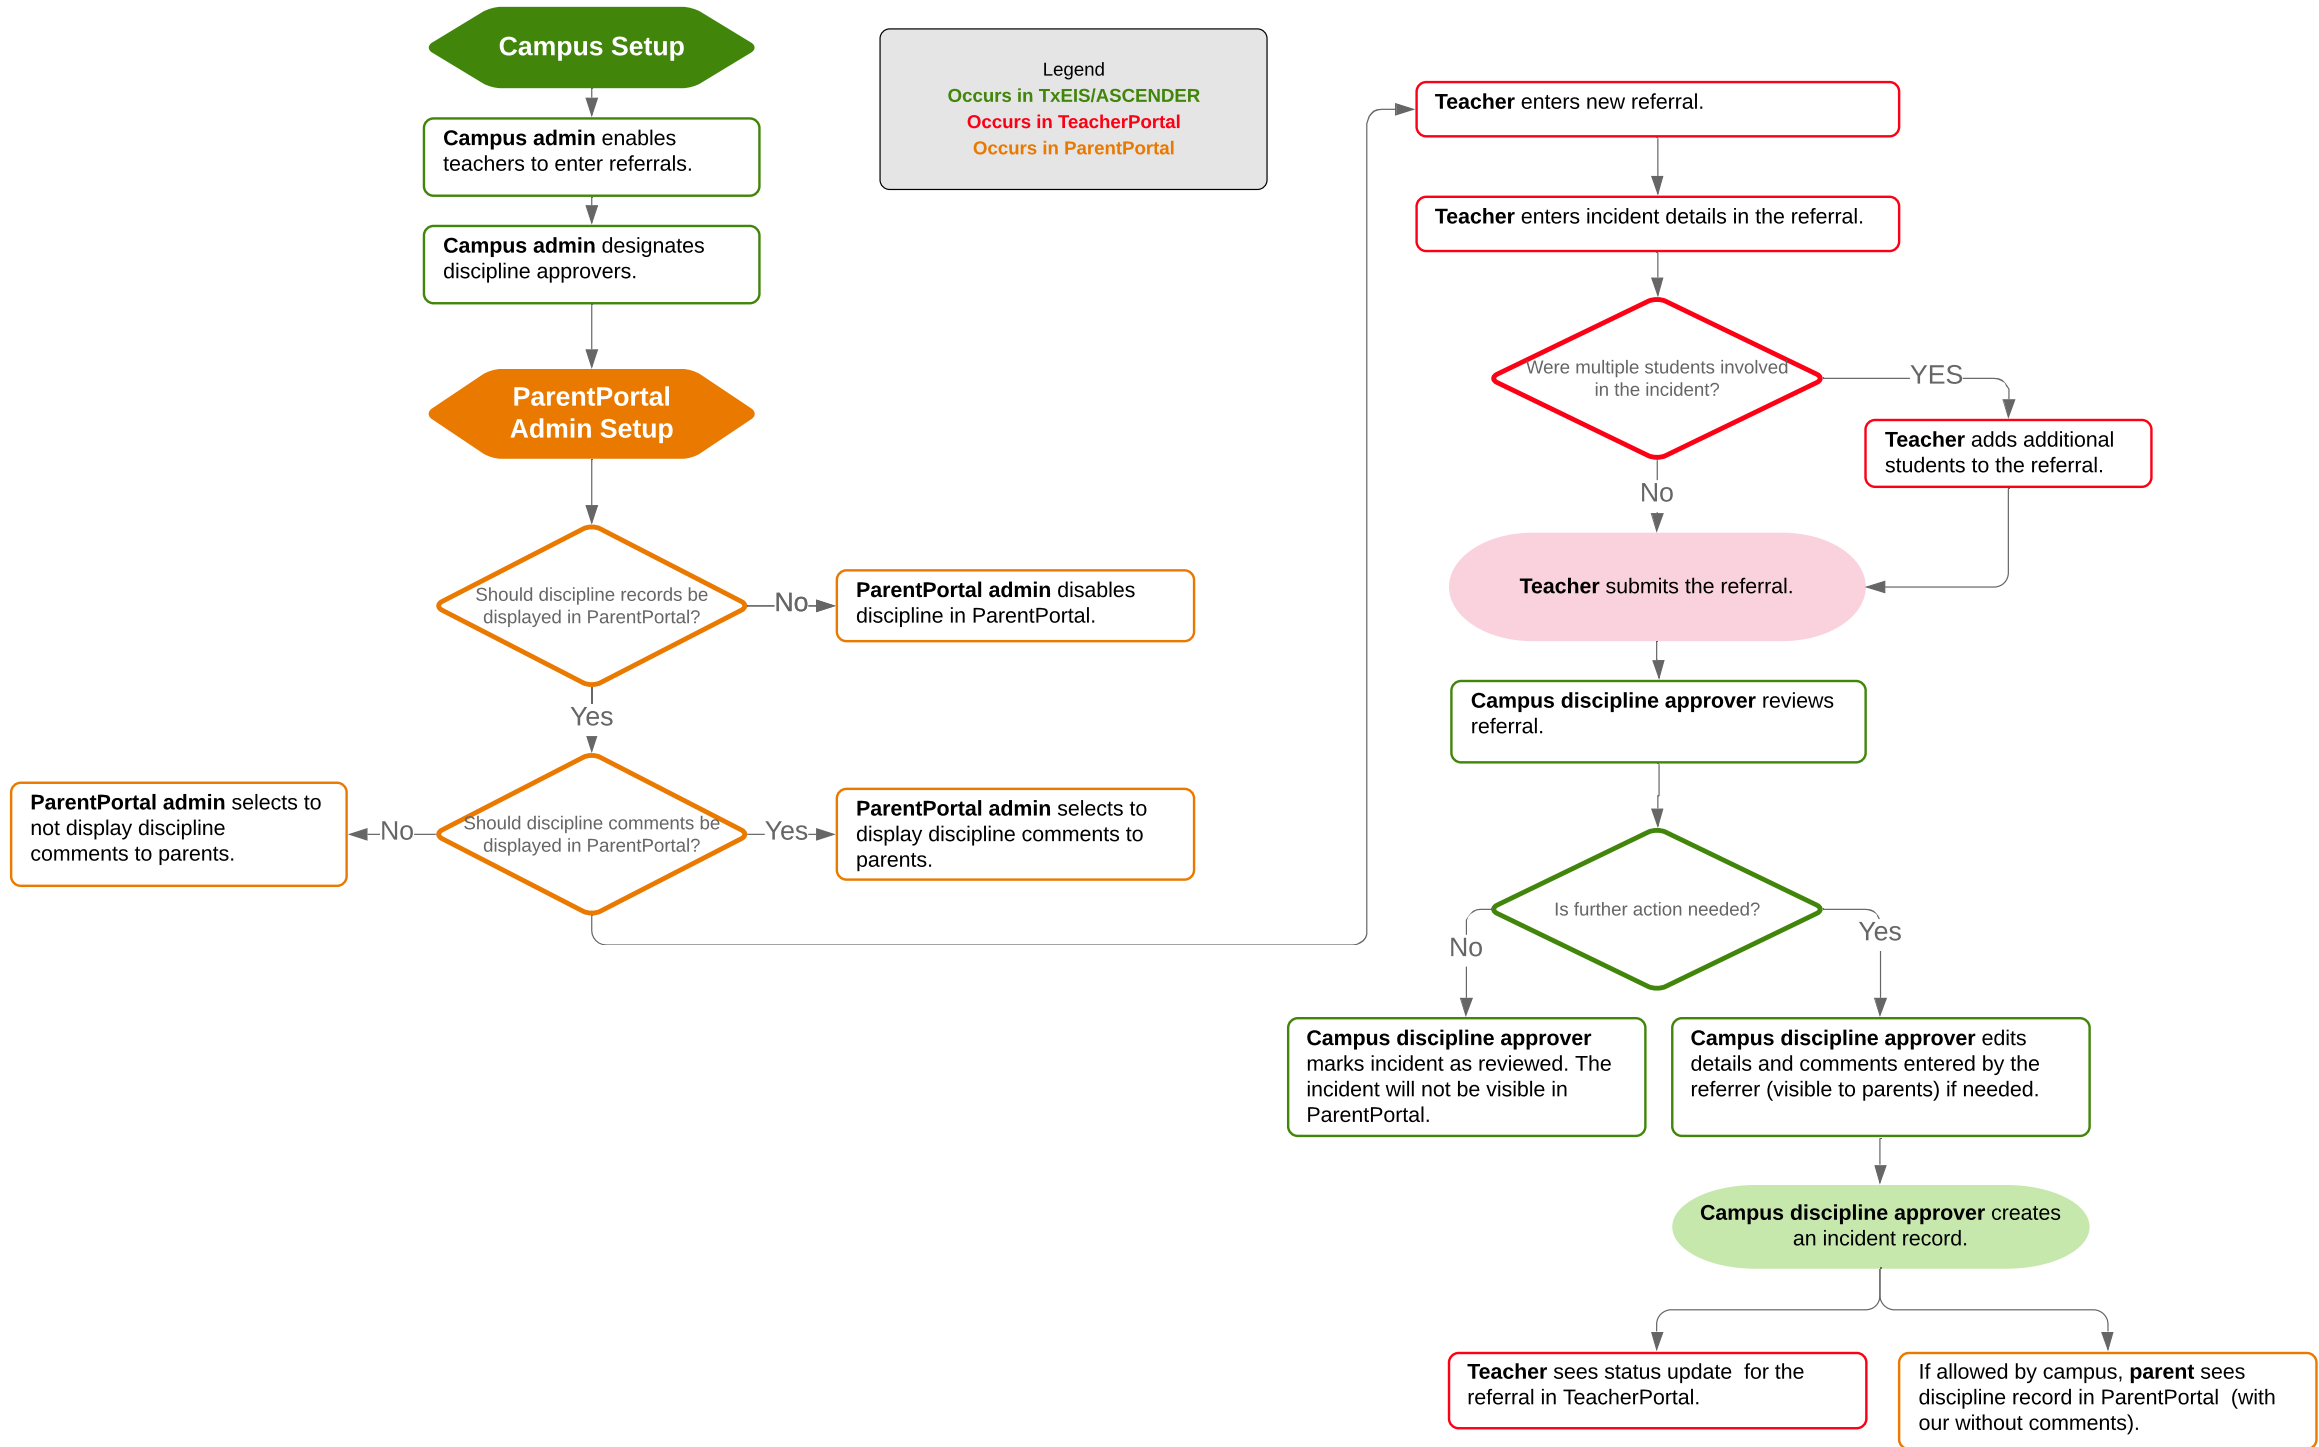 Campus Setup
Campus admin enables
teachers to enter referrals.
Campus admin designates
discipline approvers.
ParentPortal
Admin Setup
Should discipline records be
displayed in ParentPortal?
No
ParentPortal admin disables
discipline in ParentPortal.
Yes
ParentPortal admin selects to
not display discipline
comments to parents.
No
Should discipline comments be
displayed in ParentPortal?
Yes
ParentPortal admin selects to
display discipline comments to
parents.
Legend
Occurs in TxEIS/ASCENDER
Occurs in TeacherPortal
Occurs in ParentPortal
Teacher enters new referral.
Teacher enters incident details in the referral.
Were multiple students involved
in the incident?
YES
Teacher adds additional
students to the referral.
No
Teacher submits the referral.
Campus discipline approver reviews
referral.
Is further action needed?
No
Yes
Campus discipline approver
marks incident as reviewed. The
incident will not be visible in
ParentPortal.
Campus discipline approver edits
details and comments entered by the
referrer (visible to parents) if needed.
Campus discipline approver creates
an incident record.
Teacher sees status update  for the
referral in TeacherPortal.
If allowed by campus, parent sees
discipline record in ParentPortal  (with
our without comments).